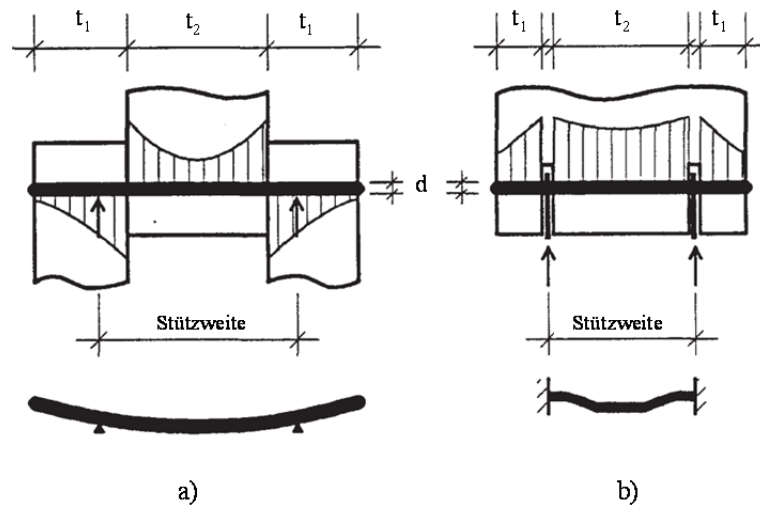 t₁ t₂ t₁ t₁ t₂ t₁
d
Stützweite Stützweite
a) b)